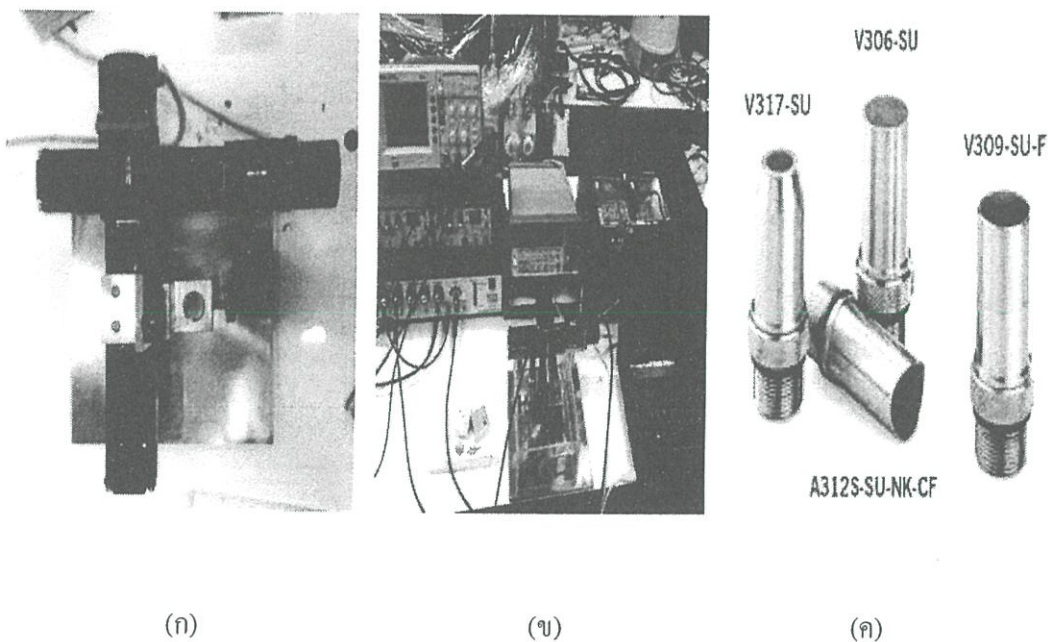 V306-SU
V317-SU
V309-SU-F
A312S-SU-NK-CF
(ก)
(ข)
(ค)